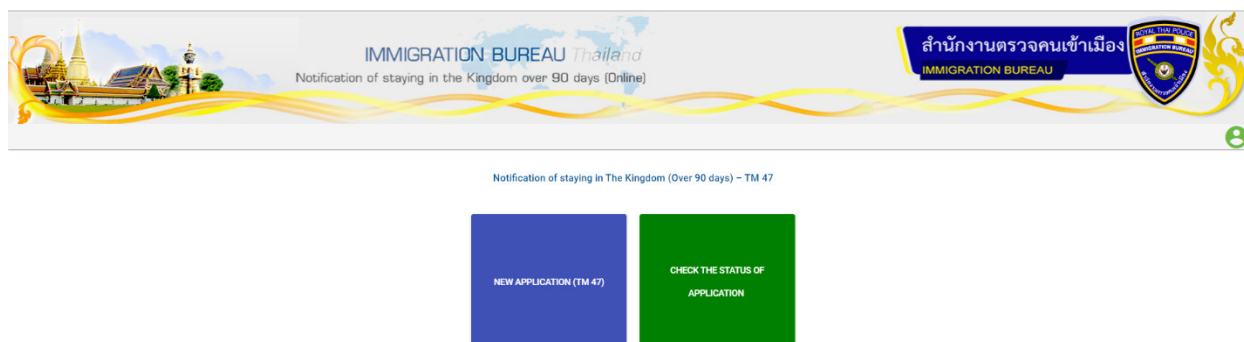 IMMIGRATION BUREAU Thailand
Notification of staying in the Kingdom over 90 days (Online)
สำนักงานตรวจคนเข้าเมือง
IMMIGRATION BUREAU
ROYAL THAI POLICE
IMMIGRATION BUREAU
Notification of staying in The Kingdom (Over 90 days) – TM 47
NEW APPLICATION (TM 47)
CHECK THE STATUS OF
APPLICATION